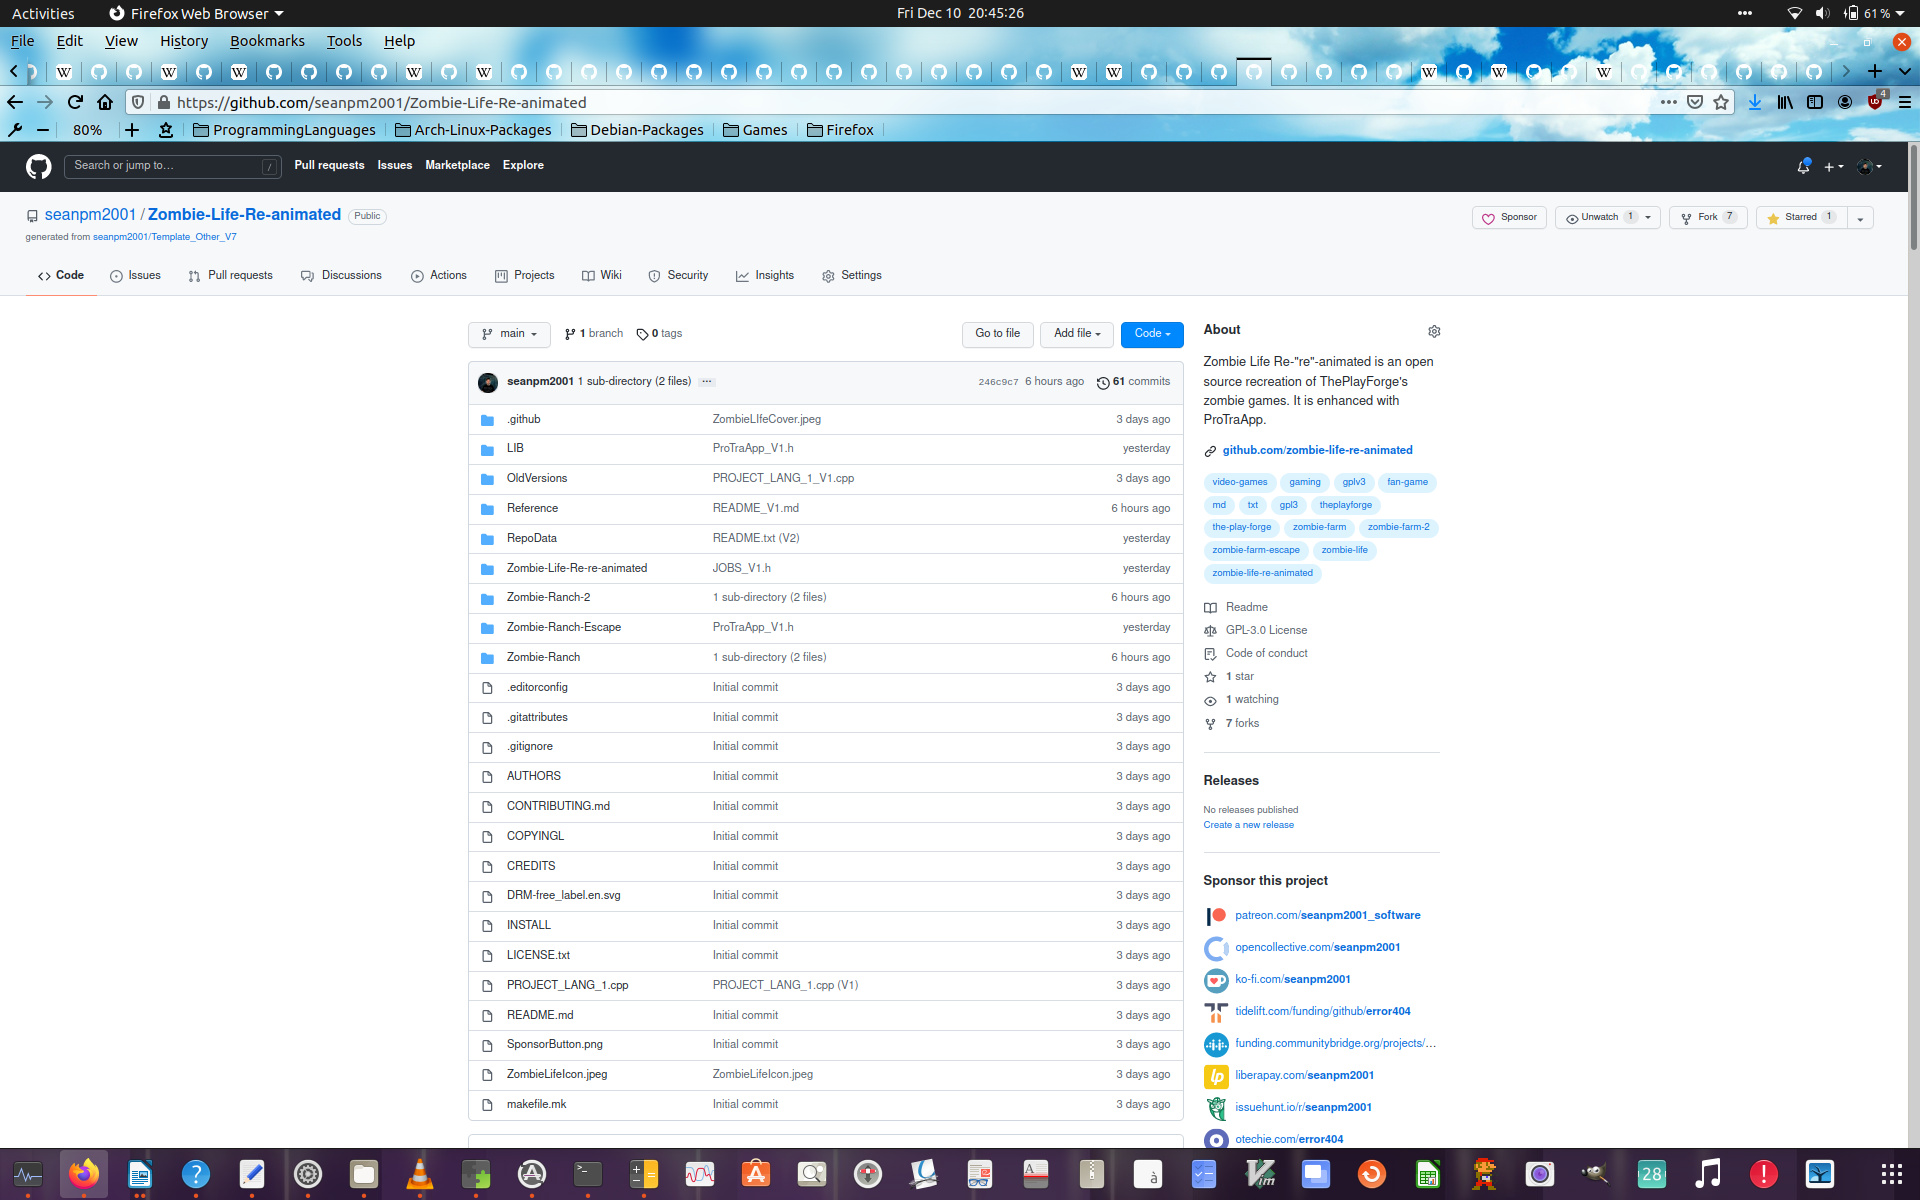 Activities Firefox Web Browser Fri Dec 10 20:45:26 61 %
File Edit View History Bookmarks Tools Help
https://github.com/seanpm2001/Zombie-Life-Re-animated 4
80% ProgrammingLanguages Arch-Linux-Packages Debian-Packages Games Firefox
Search or jump to... / Pull requests Issues Marketplace Explore
seanpm2001 / Zombie-Life-Re-animated Public Sponsor Unwatch 1 Fork 7 Starred 1
generated from seanpm2001/Template_Other_V7
Code Issues Pull requests Discussions Actions Projects Wiki Security Insights Settings
main 1 branch 0 tags Go to file Add file Code
seanpm2001 1 sub-directory (2 files) ... 246c9c7 6 hours ago 61 commits
.github ZombieLIfeCover.jpeg 3 days ago
LIB ProTraApp_V1.h yesterday
OldVersions PROJECT_LANG_1_V1.cpp 3 days ago
Reference README_V1.md 6 hours ago
RepoData README.txt (V2) yesterday
Zombie-Life-Re-re-animated JOBS_V1.h yesterday
Zombie-Ranch-2 1 sub-directory (2 files) 6 hours ago
Zombie-Ranch-Escape ProTraApp_V1.h yesterday
Zombie-Ranch 1 sub-directory (2 files) 6 hours ago
.editorconfig Initial commit 3 days ago
.gitattributes Initial commit 3 days ago
.gitignore Initial commit 3 days ago
AUTHORS Initial commit 3 days ago
CONTRIBUTING.md Initial commit 3 days ago
COPYINGL Initial commit 3 days ago
CREDITS Initial commit 3 days ago
DRM-free_label.en.svg Initial commit 3 days ago
INSTALL Initial commit 3 days ago
LICENSE.txt Initial commit 3 days ago
PROJECT_LANG_1.cpp PROJECT_LANG_1.cpp (V1) 3 days ago
README.md Initial commit 3 days ago
SponsorButton.png Initial commit 3 days ago
ZombieLifeIcon.jpeg ZombieLifeIcon.jpeg 3 days ago
makefile.mk Initial commit 3 days ago
About
Zombie Life Re-"re"-animated is an open
source recreation of ThePlayForge's
zombie games. It is enhanced with
ProTraApp.
github.com/zombie-life-re-animated
video-games gaming gplv3 fan-game
md txt gpl3 theplayforge
the-play-forge zombie-farm zombie-farm-2
zombie-farm-escape zombie-life
zombie-life-re-animated
Readme
GPL-3.0 License
Code of conduct
1 star
1 watching
7 forks
Releases
No releases published
Create a new release
Sponsor this project
patreon.com/seanpm2001_software
opencollective.com/seanpm2001
ko-fi.com/seanpm2001
tidelift.com/funding/github/error404
funding.communitybridge.org/projects/...
liberapay.com/seanpm2001
issuehunt.io/r/seanpm2001
otechie.com/error404
28